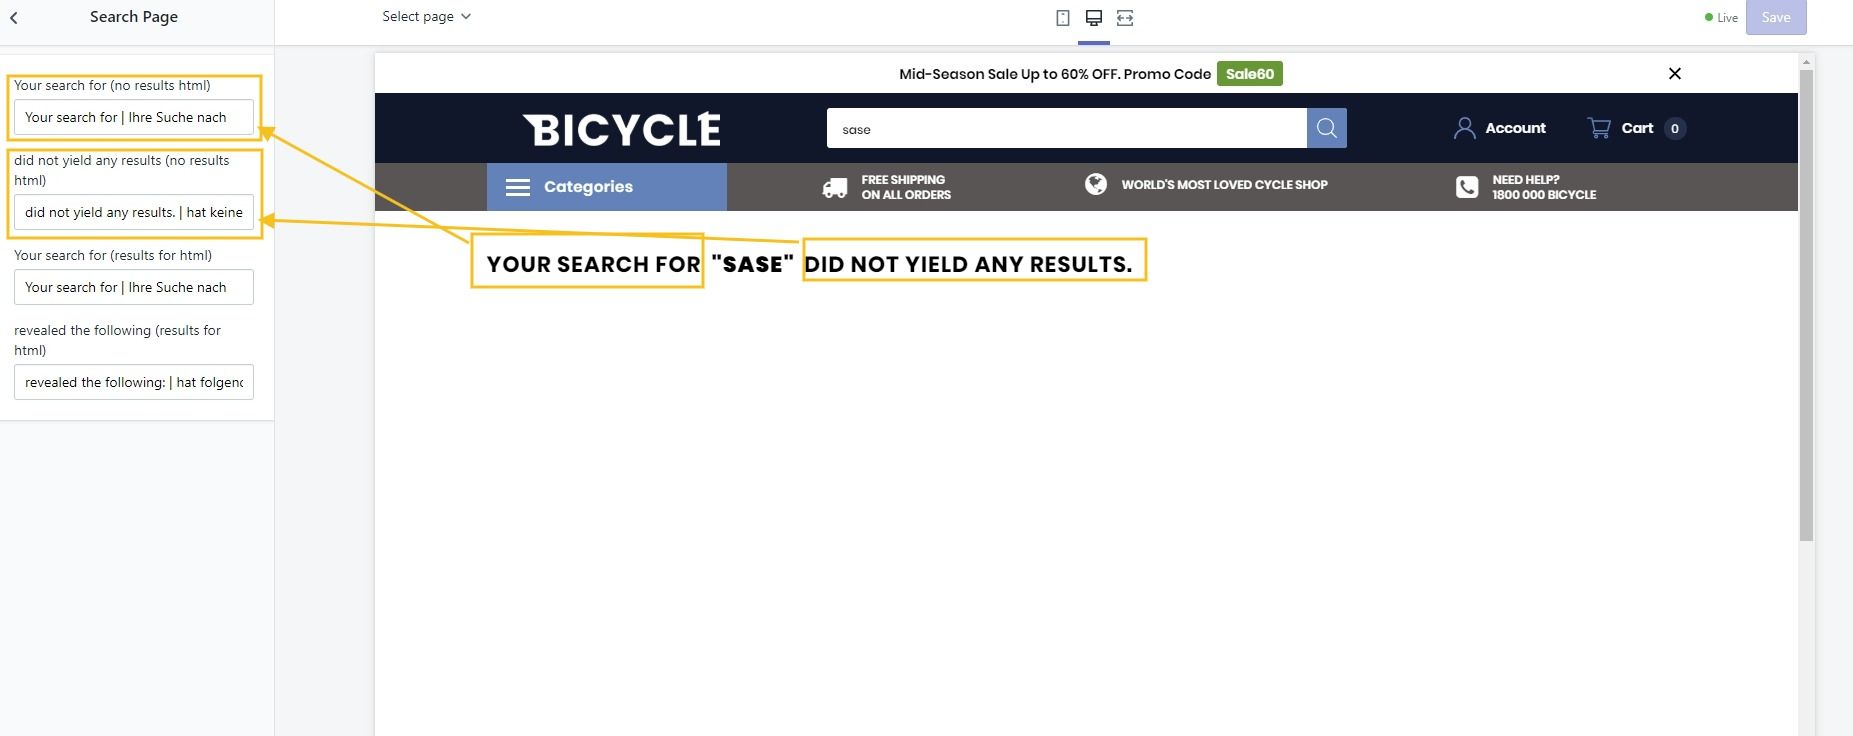 Search Page
Select page
Live
Save
Your search for (no results html)
Your search for | Ihre Suche nach
did not yield any results (no results
html)
did not yield any results. | hat keine
Your search for (results for html)
Your search for | Ihre Suche nach
revealed the following (results for
html)
revealed the following: | hat folgend
Mid-Season Sale Up to 60% OFF. Promo Code Sale60
BICYCLE
sase
Account
Cart 0
Categories
FREE SHIPPING
ON ALL ORDERS
WORLD'S MOST LOVED CYCLE SHOP
NEED HELP?
1800 000 BICYCLE
YOUR SEARCH FOR "SASE" DID NOT YIELD ANY RESULTS.